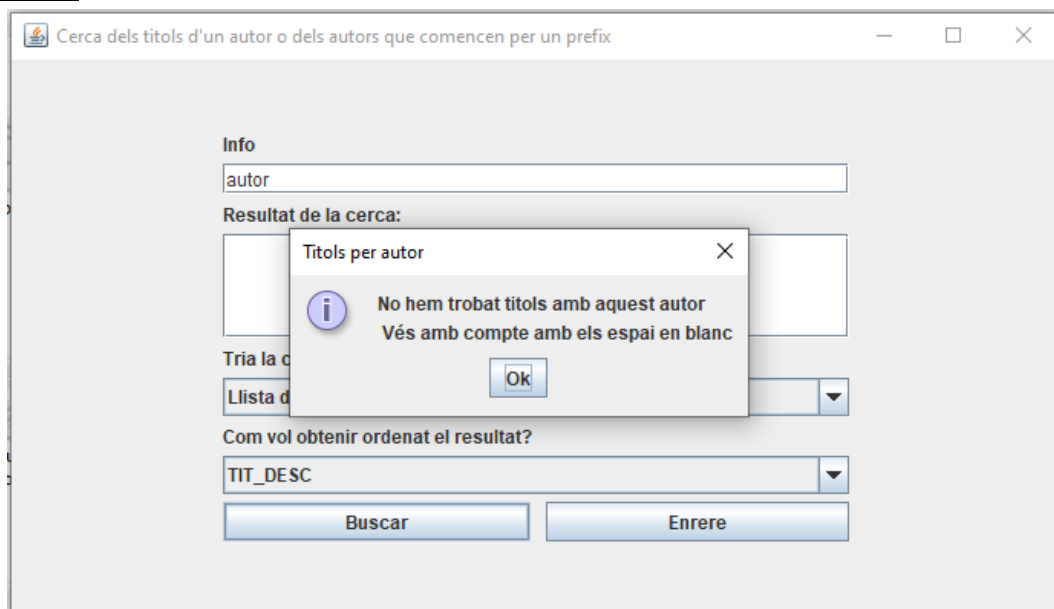 Cerca dels titols d'un autor o dels autors que comencen per un prefix
Info
autor
Resultat de la cerca:
Titols per autor
No hem trobat titols amb aquest autor
Vés amb compte amb els espai en blanc
Ok
Tria la
Llista d
Com vol obtenir ordenat el resultat?
TIT_DESC
Buscar
Enrere